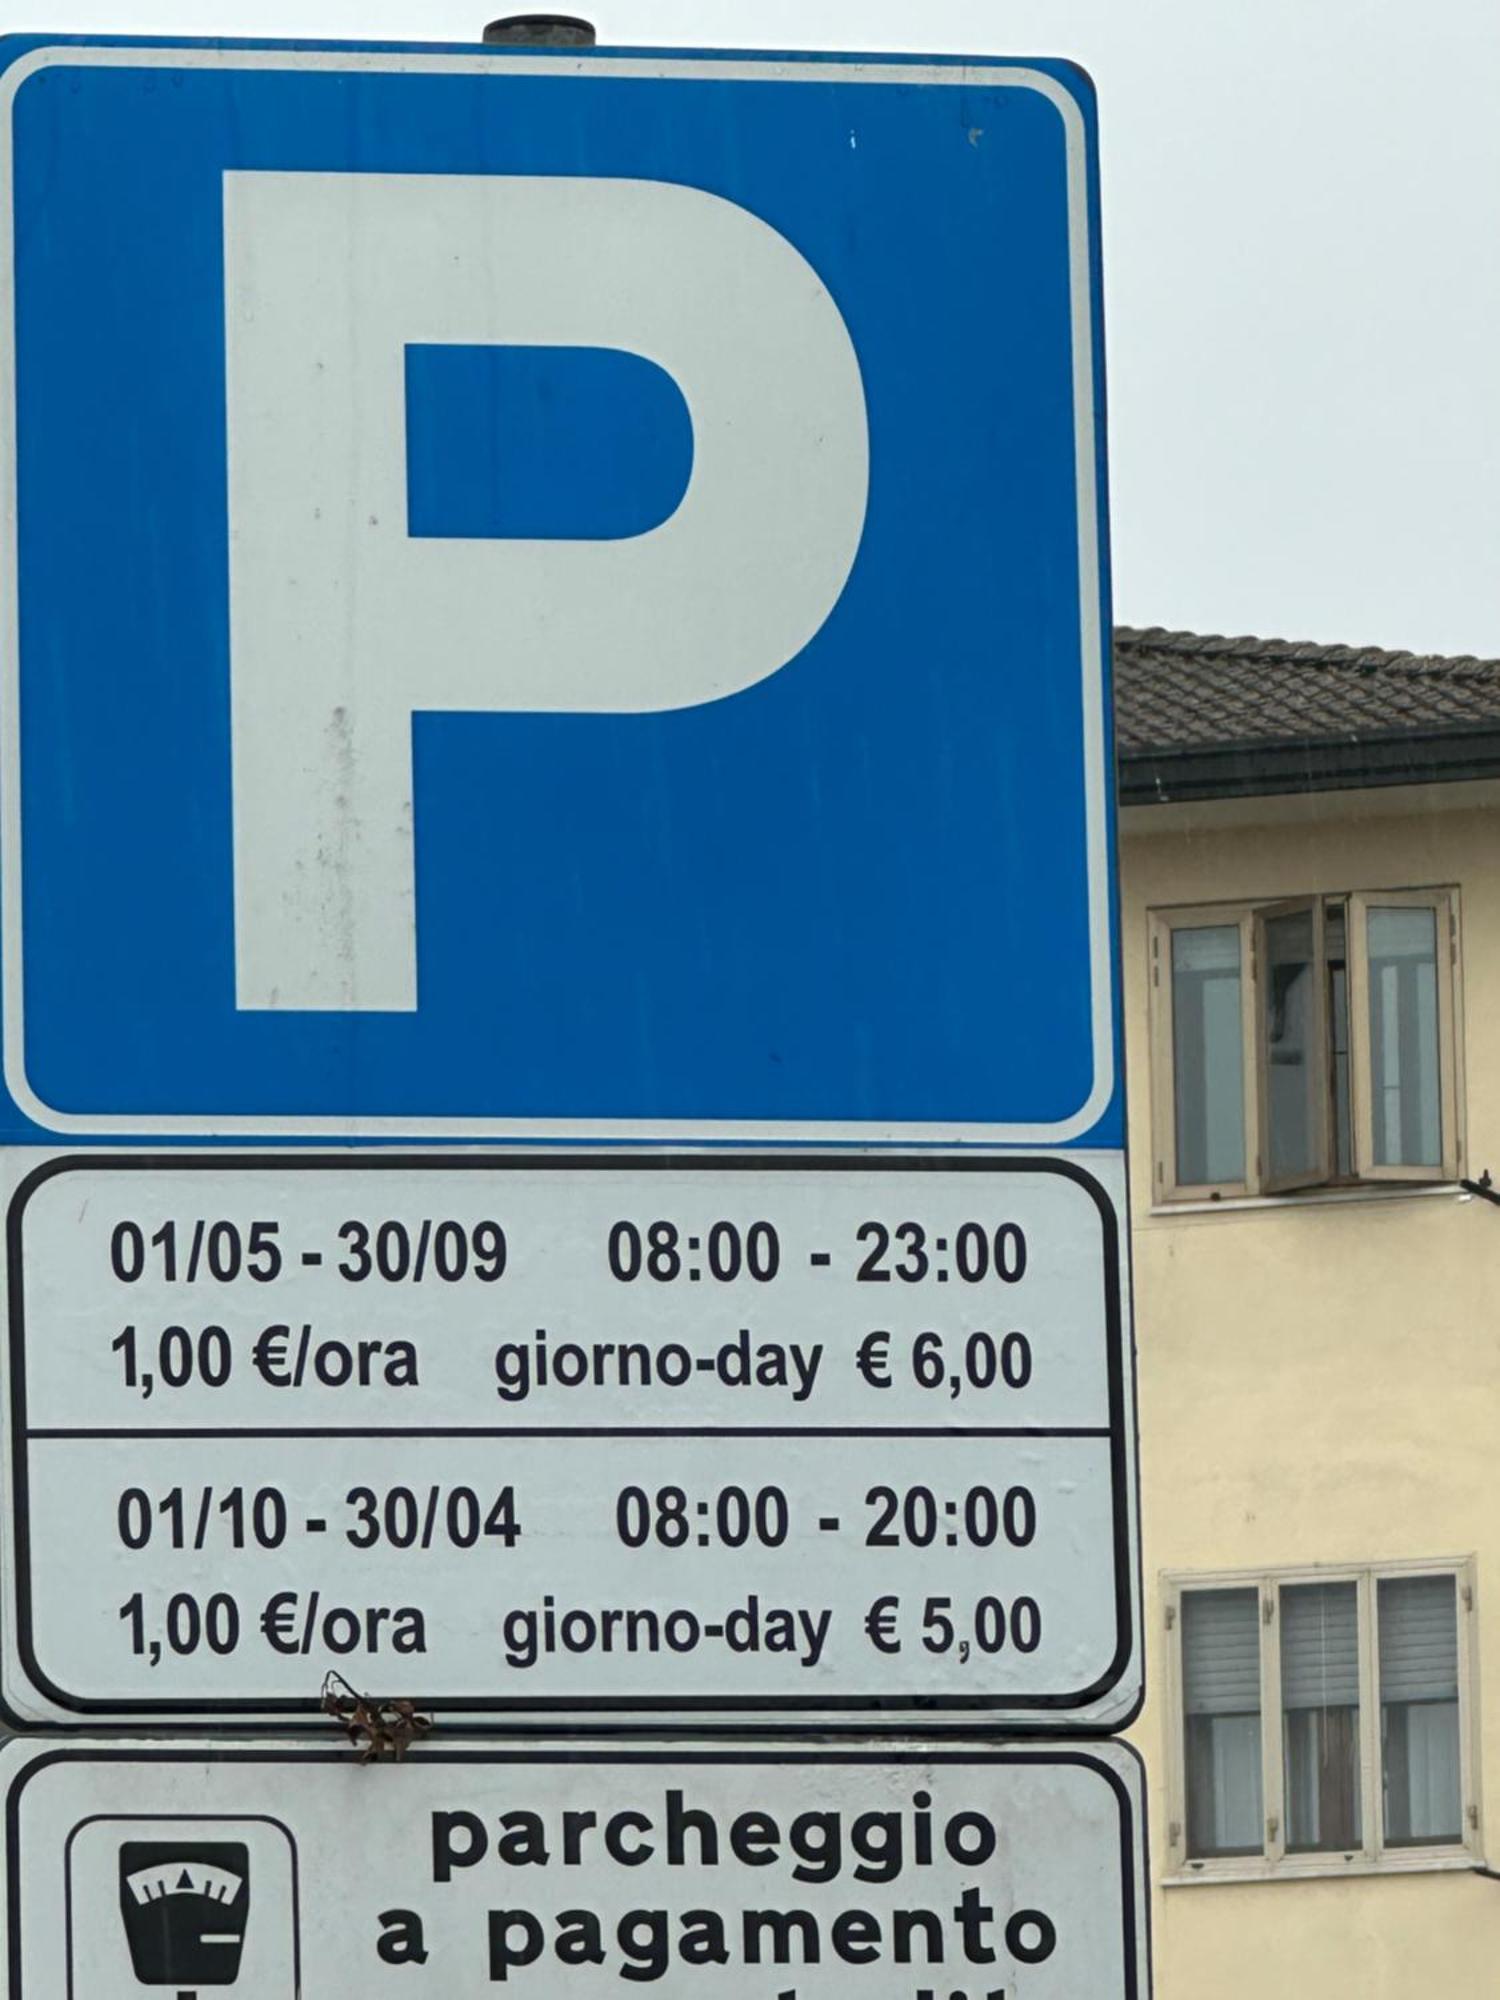 P
01/05 - 30/09 08:00 - 23:00
1,00 €/ora giorno-day € 6,00
01/10 - 30/04 08:00 - 20:00
1,00 €/ora giorno-day € 5,00
parcheggio
a pagamento